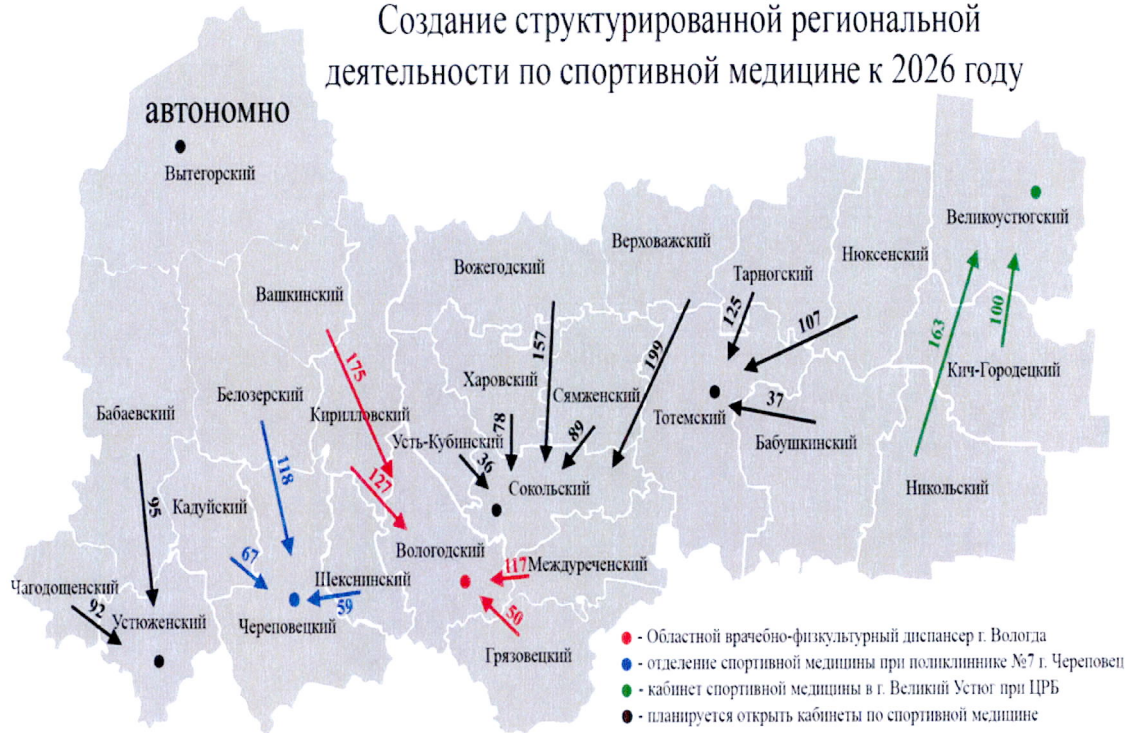 Создание структурированной региональной
деятельности по спортивной медицине к 2026 году
автономно
Вытегорский
Великоустюгский
Верховажский
Нюксенский
Вожегодский
Тарногский
Вашкинский
125
107
163
100
157
199
175
Харовский
Кич-Городецкий
Белозерский
Сямженский
37
Бабаевский
Кирилловский
Тотемский
78
89
Усть-Кубинский
Бабушкинский
36
118
127
Сокольский
Никольский
95
Кадуйский
67
Вологодский
117
Междуреченский
Чагодощенский
Шекснинский
92
59
50
Устюженский
Череповецкий
Грязовецкий
- Областной врачебно-физкультурный диспансер г. Вологда
- отделение спортивной медицины при поликлиннике №7 г. Череповец
- кабинет спортивной медицины в г. Великий Устюг при ЦРБ
- планируется открыть кабинеты по спортивной медицине